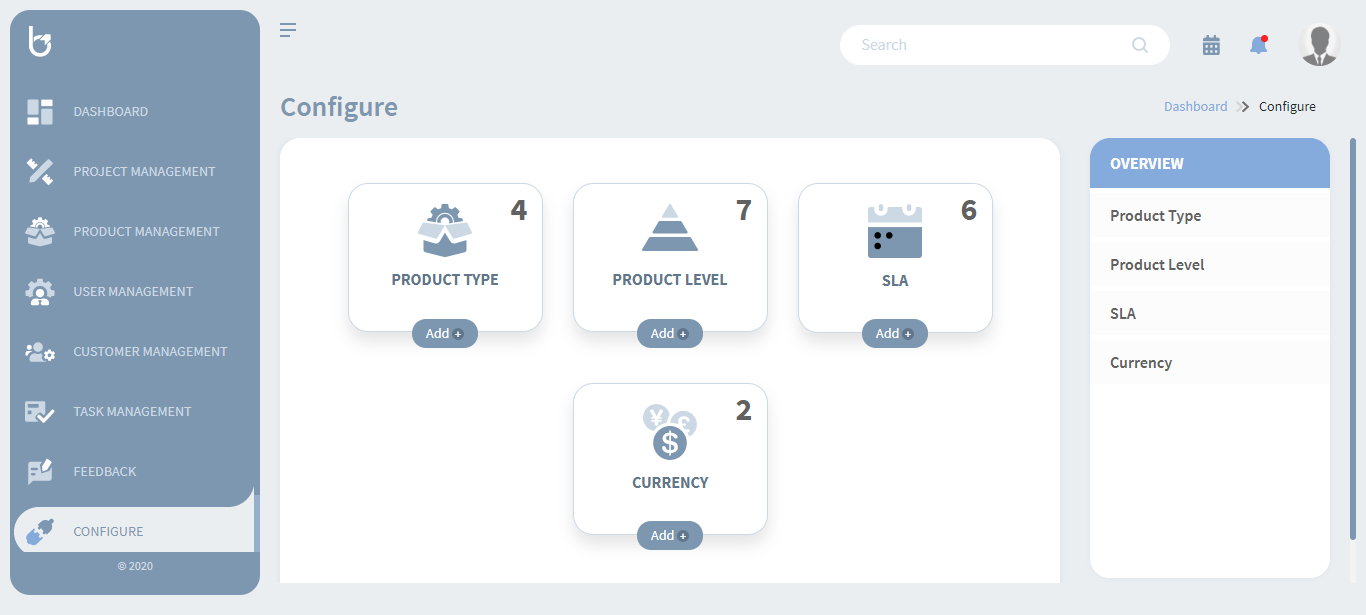 DASHBOARD
PROJECT MANAGEMENT
PRODUCT MANAGEMENT
USER MANAGEMENT
CUSTOMER MANAGEMENT
TASK MANAGEMENT
FEEDBACK
CONFIGURE
© 2020
Search
Configure
Dashboard Configure
4
PRODUCT TYPE
Add
7
PRODUCT LEVEL
Add
6
SLA
Add
2
¥ £ $
CURRENCY
Add
OVERVIEW
Product Type
Product Level
SLA
Currency